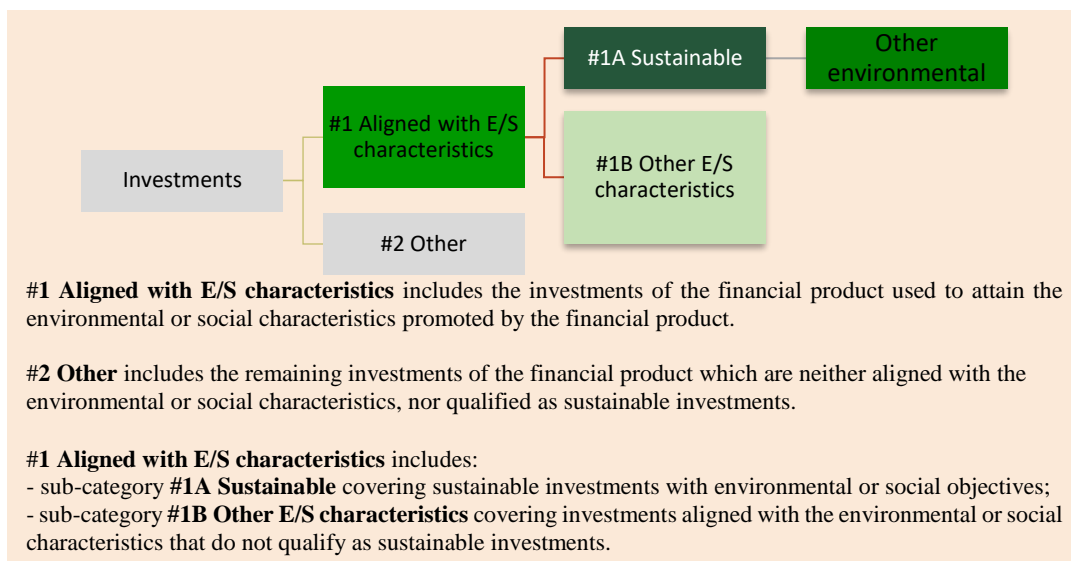 Investments
#1 Aligned with E/S
characteristics
#2 Other
#1A Sustainable
#1B Other E/S
characteristics
Other
environmental
#1 Aligned with E/S characteristics includes the investments of the financial product used to attain the
environmental or social characteristics promoted by the financial product.
#2 Other includes the remaining investments of the financial product which are neither aligned with the
environmental or social characteristics, nor qualified as sustainable investments.
#1 Aligned with E/S characteristics includes:
- sub-category #1A Sustainable covering sustainable investments with environmental or social objectives;
- sub-category #1B Other E/S characteristics covering investments aligned with the environmental or social
characteristics that do not qualify as sustainable investments.